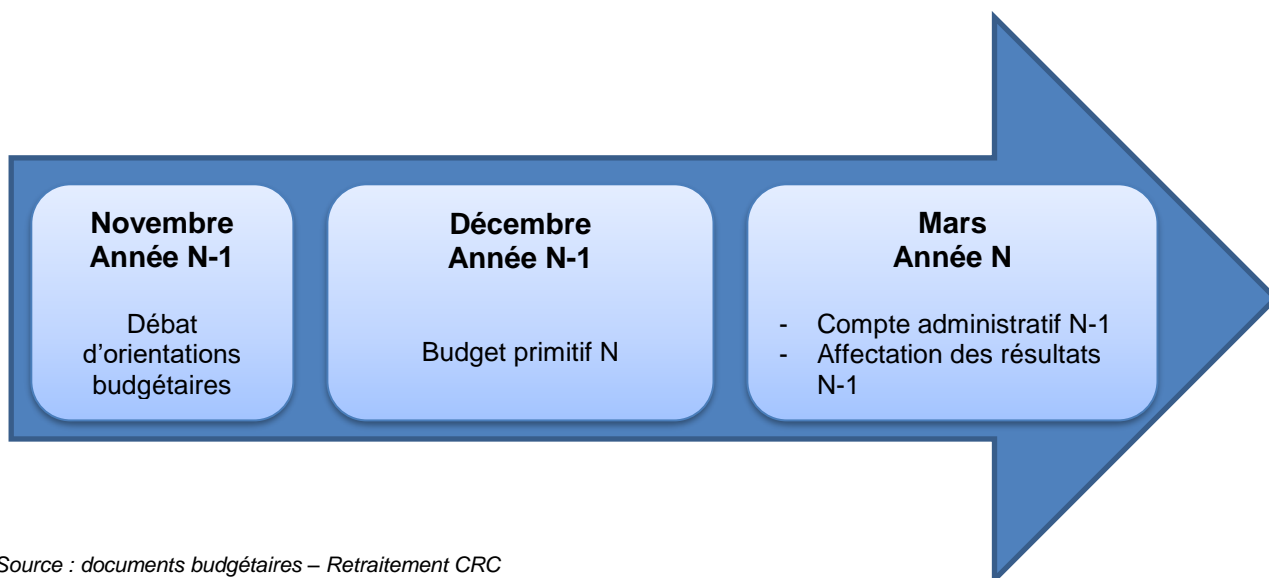 Novembre
Année N-1
Débat
d’orientations
budgétaires
Décembre
Année N-1
Budget primitif N
Mars
Année N
- Compte administratif N-1
- Affectation des résultats
N-1
Source : documents budgétaires – Retraitement CRC